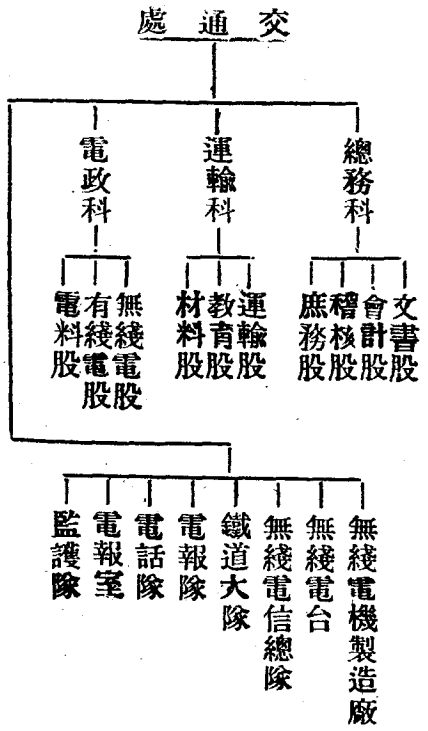 交通處
總務科
運輸科
電政科
文書股
會計股
稽核股
庶務股
運輸股
教育股
材料股
無綫電股
有綫電股
電料股
無綫電機製造廠
無綫電台
無綫電信總隊
鐵道大隊
電報隊
電話隊
電報室
監護隊